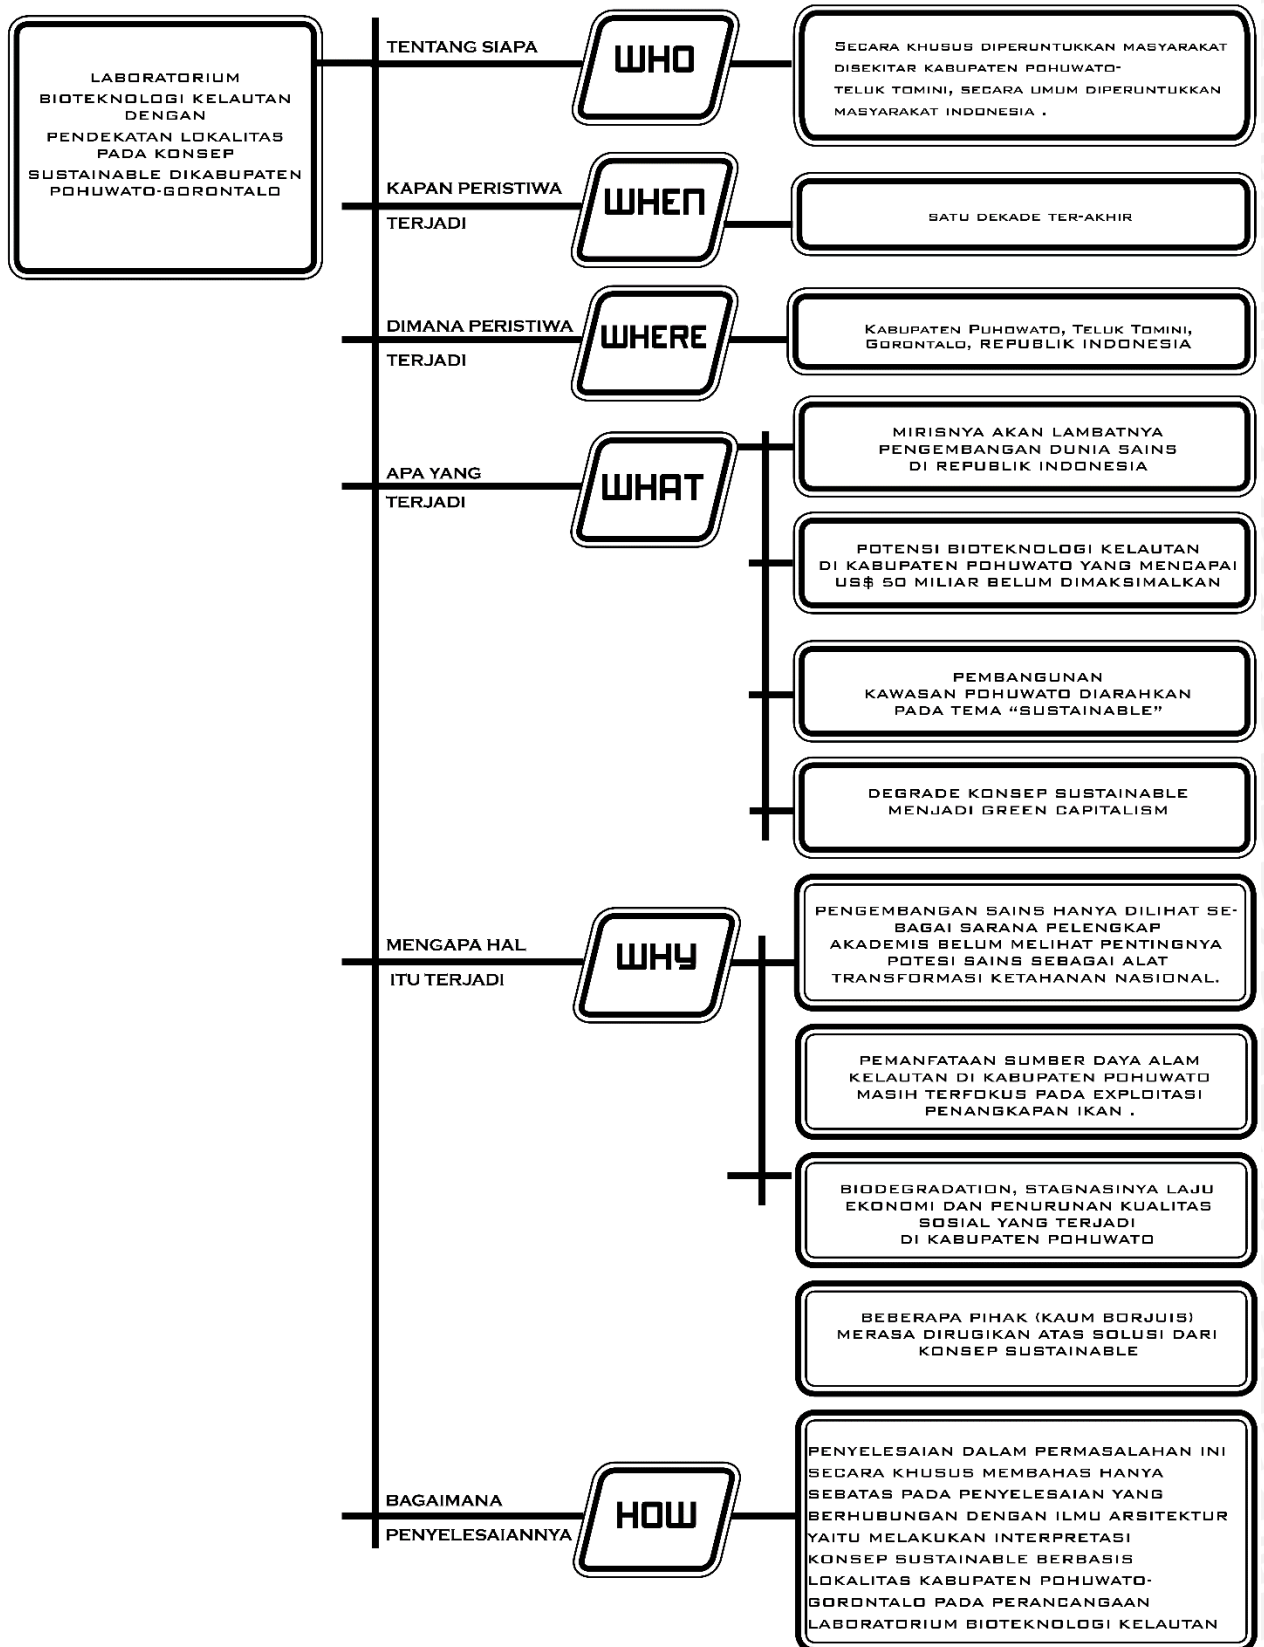 LABORATORIUM
BIOTEKNOLOGI KELAUTAN
DENGAN
PENDEKATAN LOKALITAS
PADA KONSEP
SUSTAINABLE DIKABUPATEN
POHUWATO-GORONTALO
TENTANG SIAPA
WHO
SECARA KHUSUS DIPERUNTUKKAN MASYARAKAT
DISEKITAR KABUPATEN POHUWATO-
TELUK TOMINI, SECARA UMUM DIPERUNTUKKAN
MASYARAKAT INDONESIA .
KAPAN PERISTIWA
TERJADI
WHEN
SATU DEKADE TER-AKHIR
DIMANA PERISTIWA
TERJADI
WHERE
KABUPATEN PUHOWATO, TELUK TOMINI,
GORONTALO, REPUBLIK INDONESIA
APA YANG
TERJADI
WHAT
MIRISNYA AKAN LAMBATNYA
PENGEMBANGAN DUNIA SAINS
DI REPUBLIK INDONESIA
POTENSI BIOTEKNOLOGI KELAUTAN
DI KABUPATEN POHUWATO YANG MENCAPAI
US$ 50 MILIAR BELUM DIMAKSIMALKAN
PEMBANGUNAN
KAWASAN POHUWATO DIARAHKAN
PADA TEMA “SUSTAINABLE”
DEGRADE KONSEP SUSTAINABLE
MENJADI GREEN CAPITALISM
MENGAPA HAL
ITU TERJADI
WHY
PENGEMBANGAN SAINS HANYA DILIHAT SE-
BAGAI SARANA PELENGKAP
AKADEMIS BELUM MELIHAT PENTINGNYA
POTESI SAINS SEBAGAI ALAT
TRANSFORMASI KETAHANAN NASIONAL.
PEMANFATAAN SUMBER DAYA ALAM
KELAUTAN DI KABUPATEN POHUWATO
MASIH TERFOKUS PADA EXPLOITASI
PENANGKAPAN IKAN .
BIODEGRADATION, STAGNASINYA LAJU
EKONOMI DAN PENURUNAN KUALITAS
SOSIAL YANG TERJADI
DI KABUPATEN POHUWATO
BEBERAPA PIHAK (KAUM BORJUIS)
MERASA DIRUGIKAN ATAS SOLUSI DARI
KONSEP SUSTAINABLE
BAGAIMANA
PENYELESAIANNYA
HOW
PENYELESAIAN DALAM PERMASALAHAN INI
SECARA KHUSUS MEMBAHAS HANYA
SEBATAS PADA PENYELESAIAN YANG
BERHUBUNGAN DENGAN ILMU ARSITEKTUR
YAITU MELAKUKAN INTERPRETASI
KONSEP SUSTAINABLE BERBASIS
LOKALITAS KABUPATEN POHUWATO-
GORONTALO PADA PERANCANGAAN
LABORATORIUM BIOTEKNOLOGI KELAUTAN